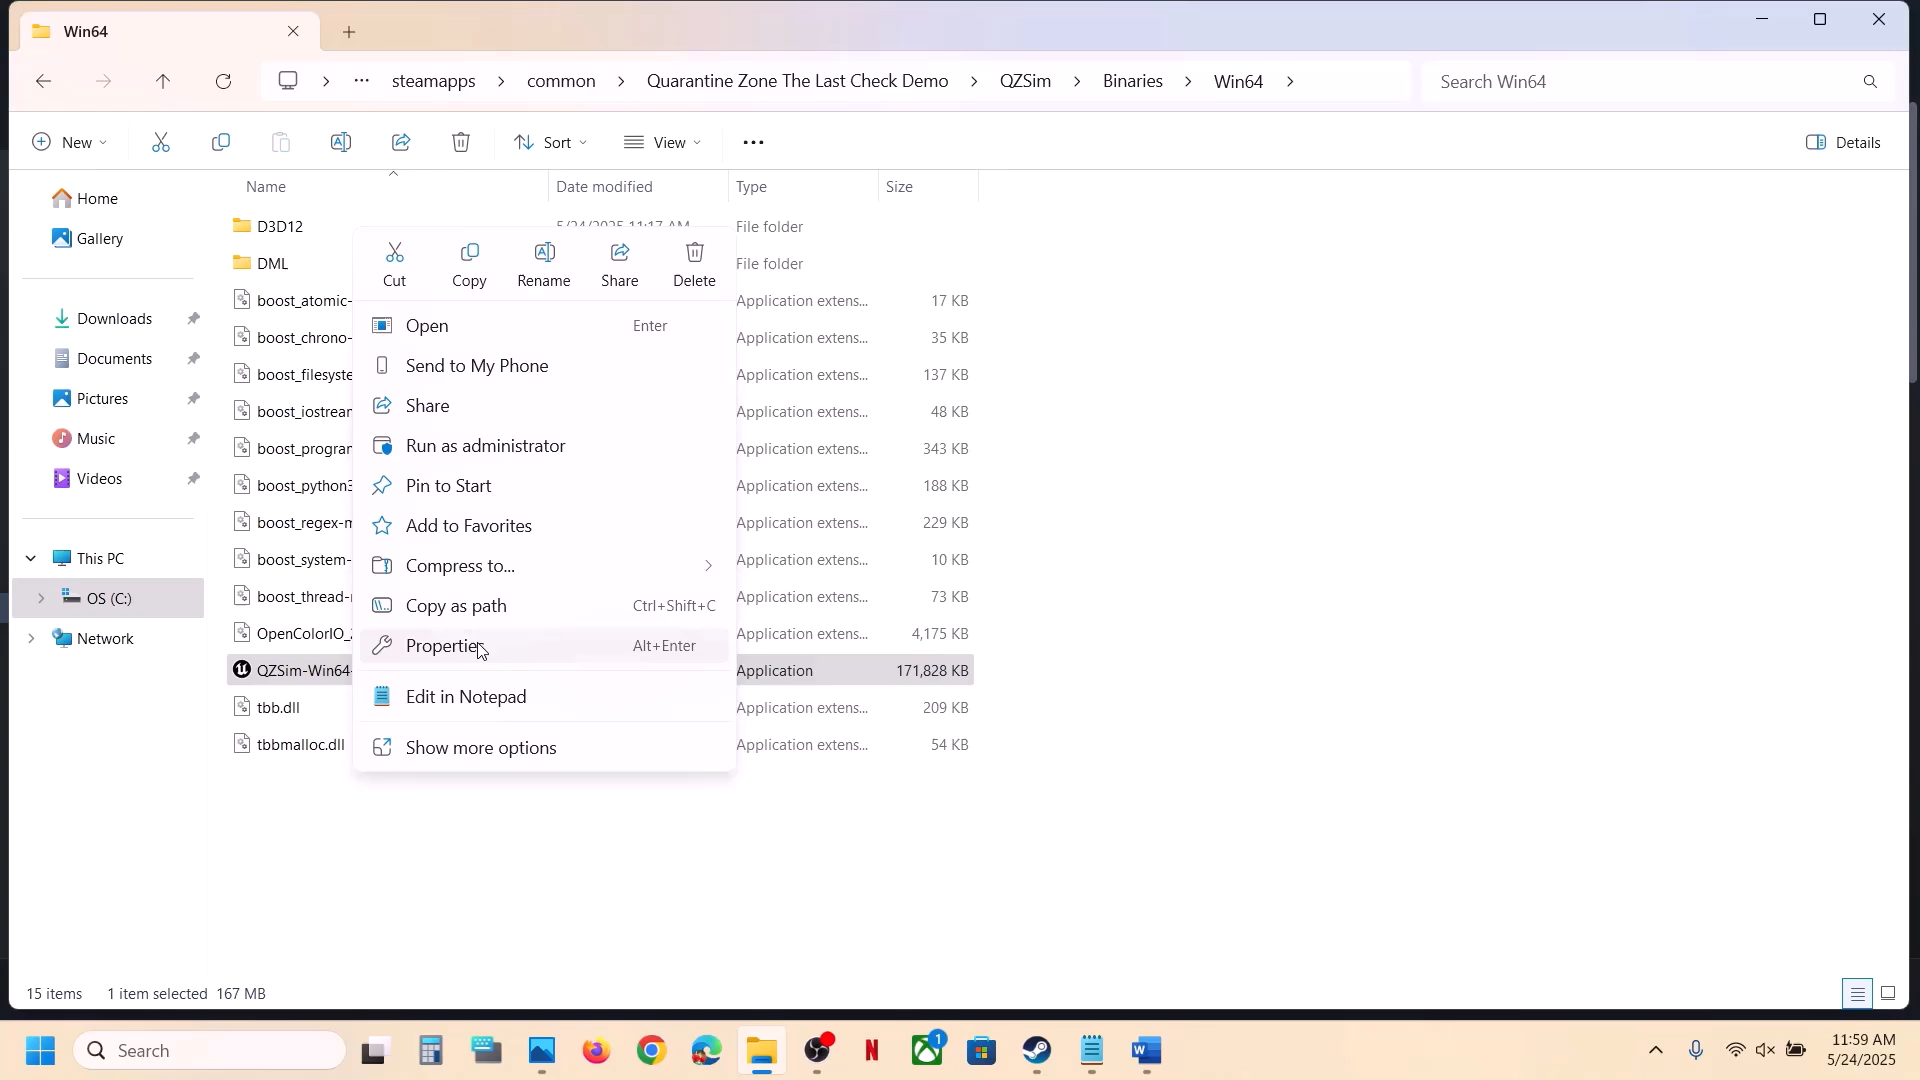 Win64
steamapps > common > Quarantine Zone The Last Check Demo > QZSim > Binaries > Win64 >
Search Win64
New
Sort
View
Details
Name
Date modified
Type
Size
Home
Gallery
Downloads
Documents
Pictures
Music
Videos
This PC
OS (C:)
Network
D3D12
File folder
DML
File folder
boost_atomic-
Application extens...
17 KB
boost_chrono-
Application extens...
35 KB
boost_filesyste
Application extens...
137 KB
boost_iostrear
Application extens...
48 KB
boost_prograr
Application extens...
343 KB
boost_python3
Application extens...
188 KB
boost_regex-m
Application extens...
229 KB
boost_system-
Application extens...
10 KB
boost_thread-
Application extens...
73 KB
OpenColorIO_
Application extens...
4,175 KB
QZSim-Win64-
Application
171,828 KB
tbb.dll
Application extens...
209 KB
tbbmalloc.dll
Application extens...
54 KB
Cut
Copy
Rename
Share
Delete
Open
Enter
Send to My Phone
Share
Run as administrator
Pin to Start
Add to Favorites
Compress to...
Copy as path
Ctrl+Shift+C
Properties
Alt+Enter
Edit in Notepad
Show more options
15 items
1 item selected 167 MB
Search
1
11:59 AM
5/24/2025